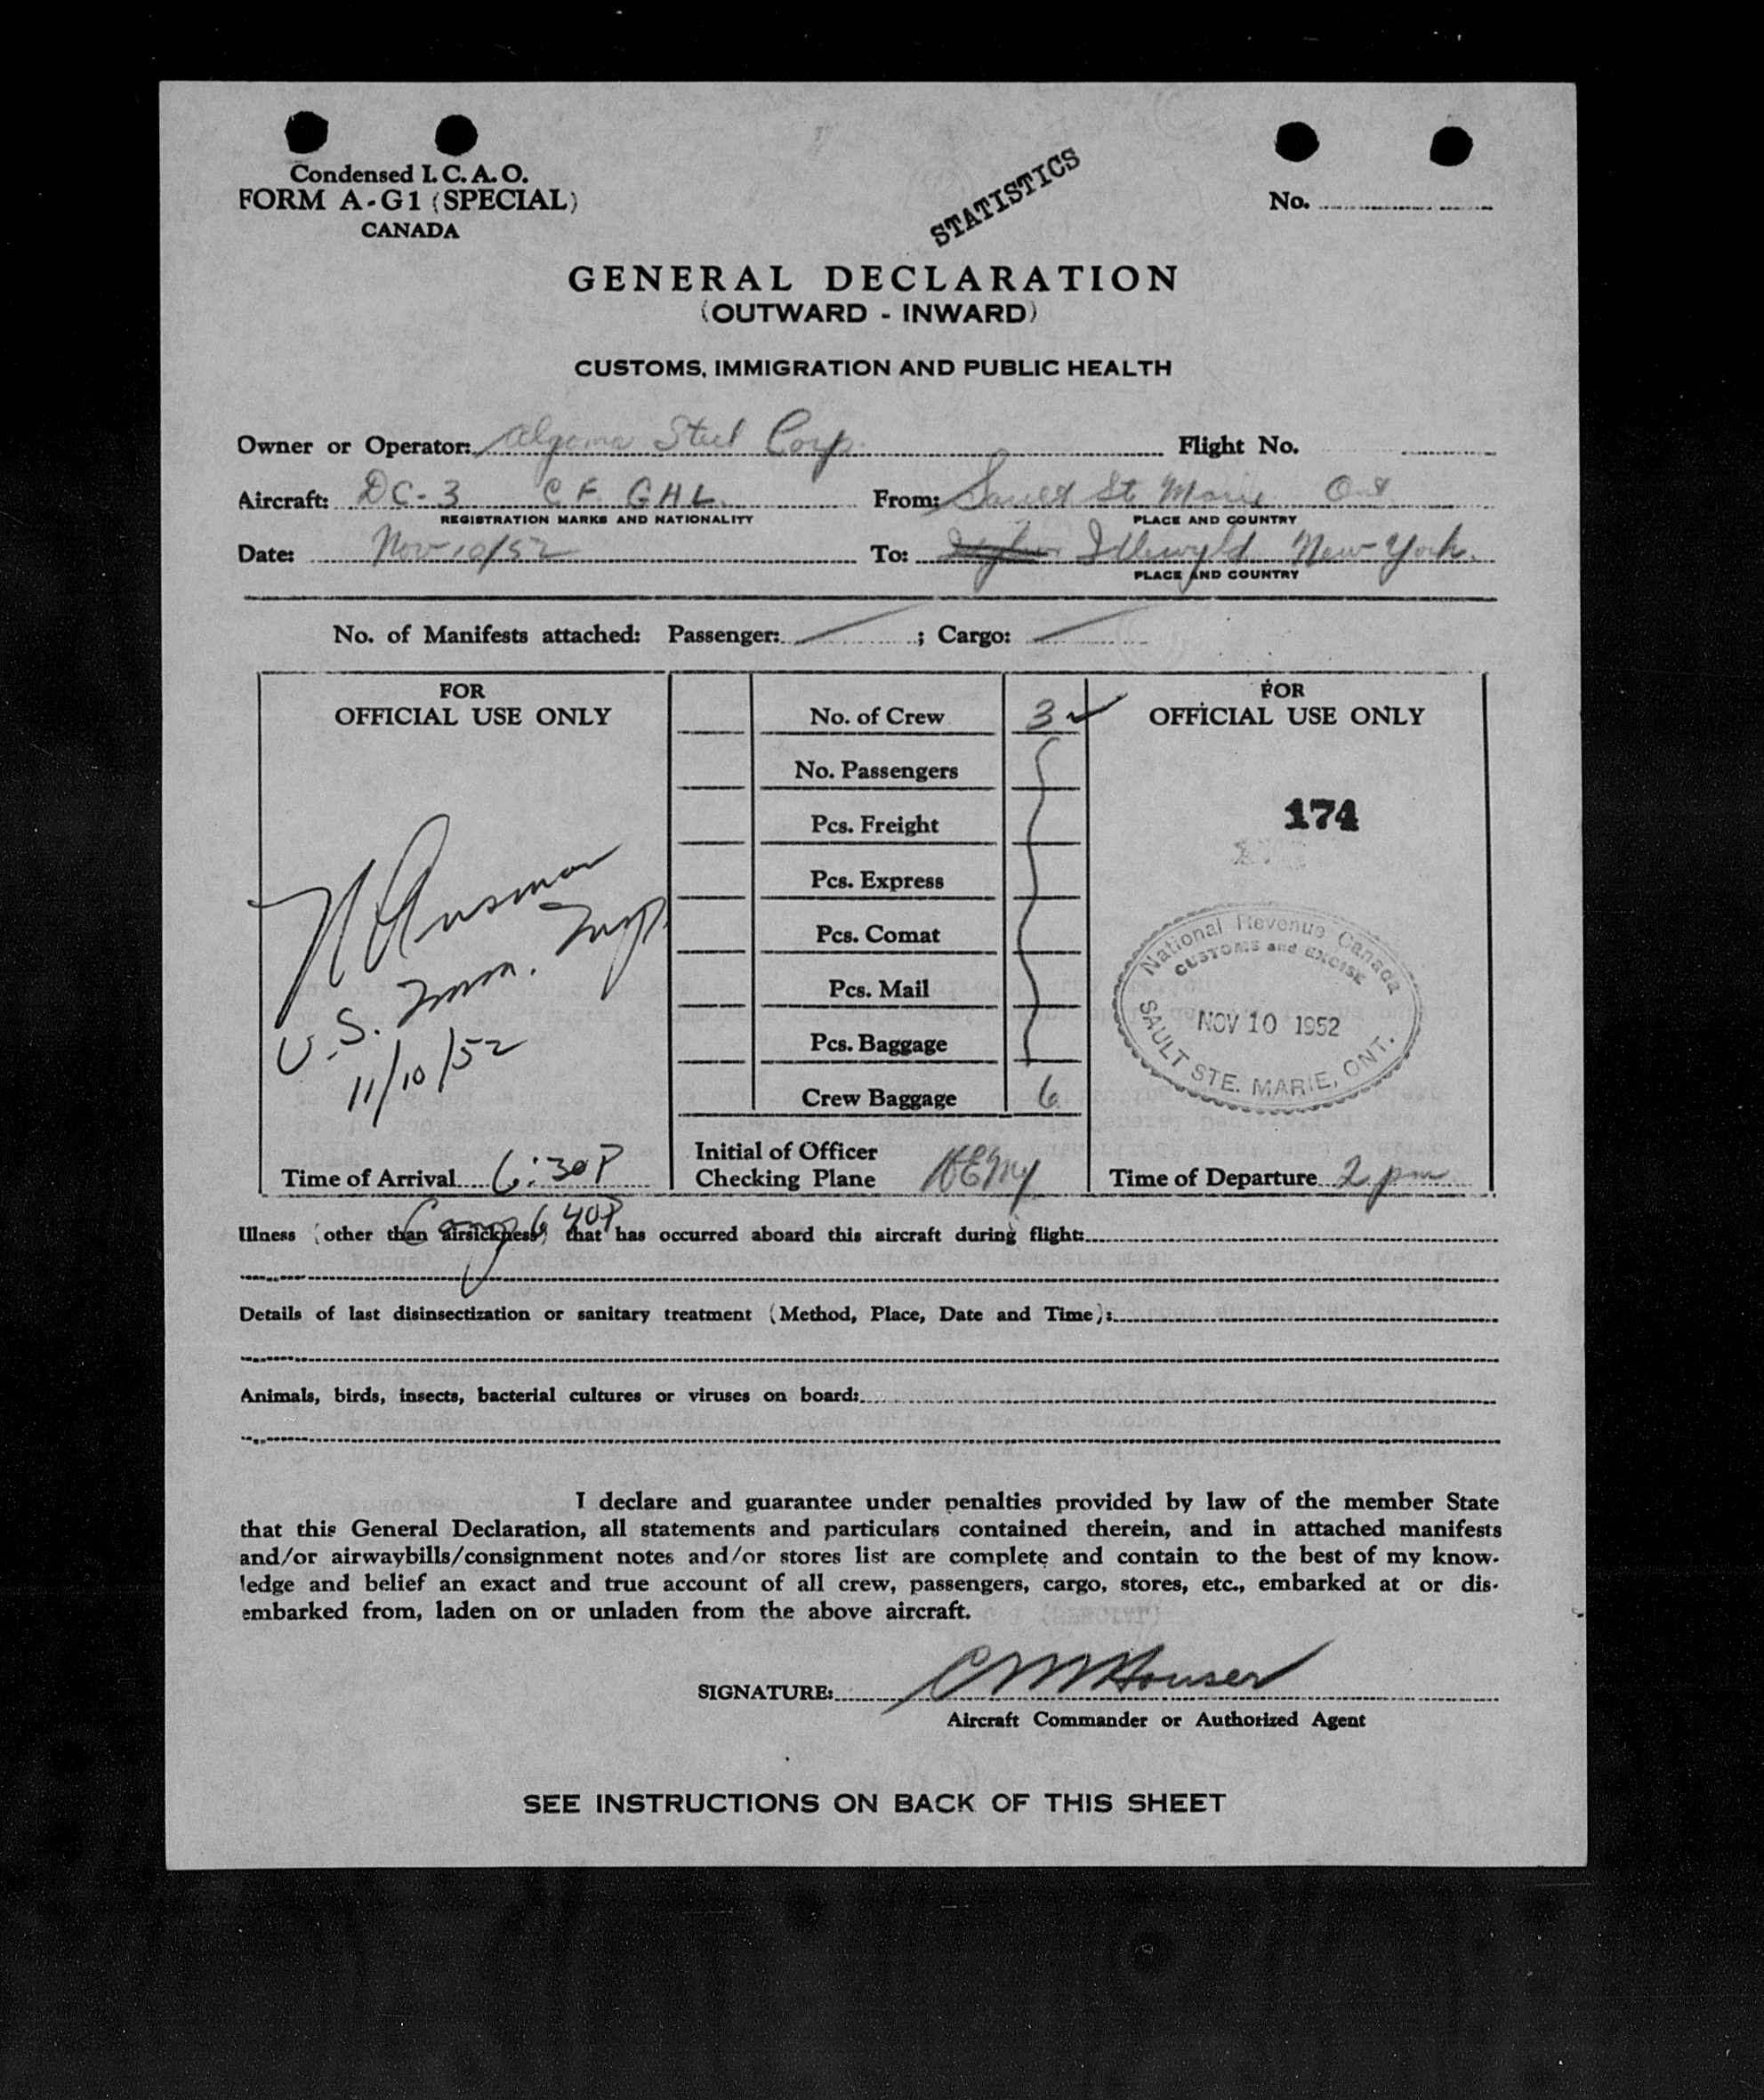 Condensed I.C.A.O.
FORM A-G1 (SPECIAL)
CANADA
STATISTICS
No.
GENERAL DECLARATION
(OUTWARD - INWARD)
CUSTOMS, IMMIGRATION AND PUBLIC HEALTH
Owner or Operator: Algoma Steel Corp. Flight No.
Aircraft: DC-3 CF. GHL. From: Sault St. Marie Ont
REGISTRATION MARKS AND NATIONALITY PLACE AND COUNTRY
Date: Nov 10/52 To: Idlewyld New York.
PLACE AND COUNTRY
No. of Manifests attached: Passenger: ; Cargo:
FOR
OFFICIAL USE ONLY
U.S. Imm. Insp.
11/10/52
Time of Arrival 6:30P
Comp 6 40P
No. of Crew 3
No. Passengers
Pcs. Freight
Pcs. Express
Pcs. Comat
Pcs. Mail
Pcs. Baggage
Crew Baggage 6
Initial of Officer
Checking Plane
FOR
OFFICIAL USE ONLY
174
National Revenue Canada
CUSTOMS and EXCISE
NOV 10 1952
SAULT STE. MARIE, ONT.
Time of Departure 2 pm
Illness (other than airsickness) that has occurred aboard this aircraft during flight:
Details of last disinsectization or sanitary treatment (Method, Place, Date and Time):
Animals, birds, insects, bacterial cultures or viruses on board:
I declare and guarantee under penalties provided by law of the member State
that this General Declaration, all statements and particulars contained therein, and in attached manifests
and/or airwaybills/consignment notes and/or stores list are complete and contain to the best of my know-
ledge and belief an exact and true account of all crew, passengers, cargo, stores, etc., embarked at or dis-
embarked from, laden on or unladen from the above aircraft.
SIGNATURE: C M Houser
Aircraft Commander or Authorized Agent
SEE INSTRUCTIONS ON BACK OF THIS SHEET